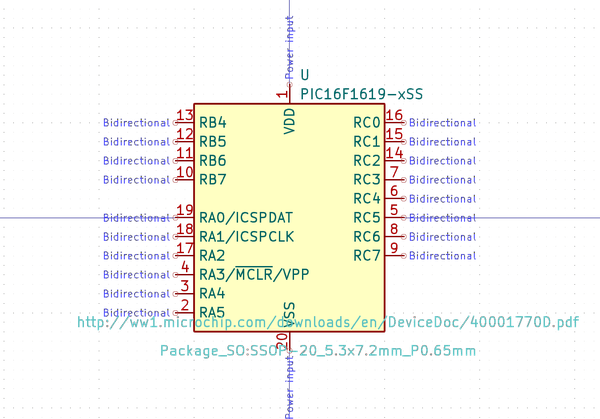 Power input
U
PIC16F1619-xSS
1
VDD
Bidirectional 13 RB4 RC0 16 Bidirectional
Bidirectional 12 RB5 RC1 15 Bidirectional
Bidirectional 11 RB6 RC2 14 Bidirectional
Bidirectional 10 RB7 RC3 7 Bidirectional
RC4 6 Bidirectional
Bidirectional 19 RA0/ICSPDAT RC5 5 Bidirectional
Bidirectional 18 RA1/ICSPCLK RC6 8 Bidirectional
Bidirectional 17 RA2 RC7 9 Bidirectional
Bidirectional 4 RA3/MCLR/VPP
Bidirectional 3 RA4
Bidirectional 2 RA5
VSS
http://ww1.microchip.com/downloads/en/DeviceDoc/40001770D.pdf
20
Package_SO:SSOP-20_5.3x7.2mm_P0.65mm
Power input